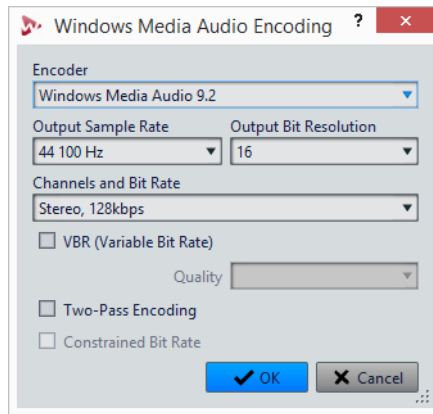 Windows Media Audio Encoding ?
Encoder
Windows Media Audio 9.2
Output Sample Rate Output Bit Resolution
44 100 Hz 16
Channels and Bit Rate
Stereo, 128kbps
VBR (Variable Bit Rate)
Quality
Two-Pass Encoding
Constrained Bit Rate
OK Cancel